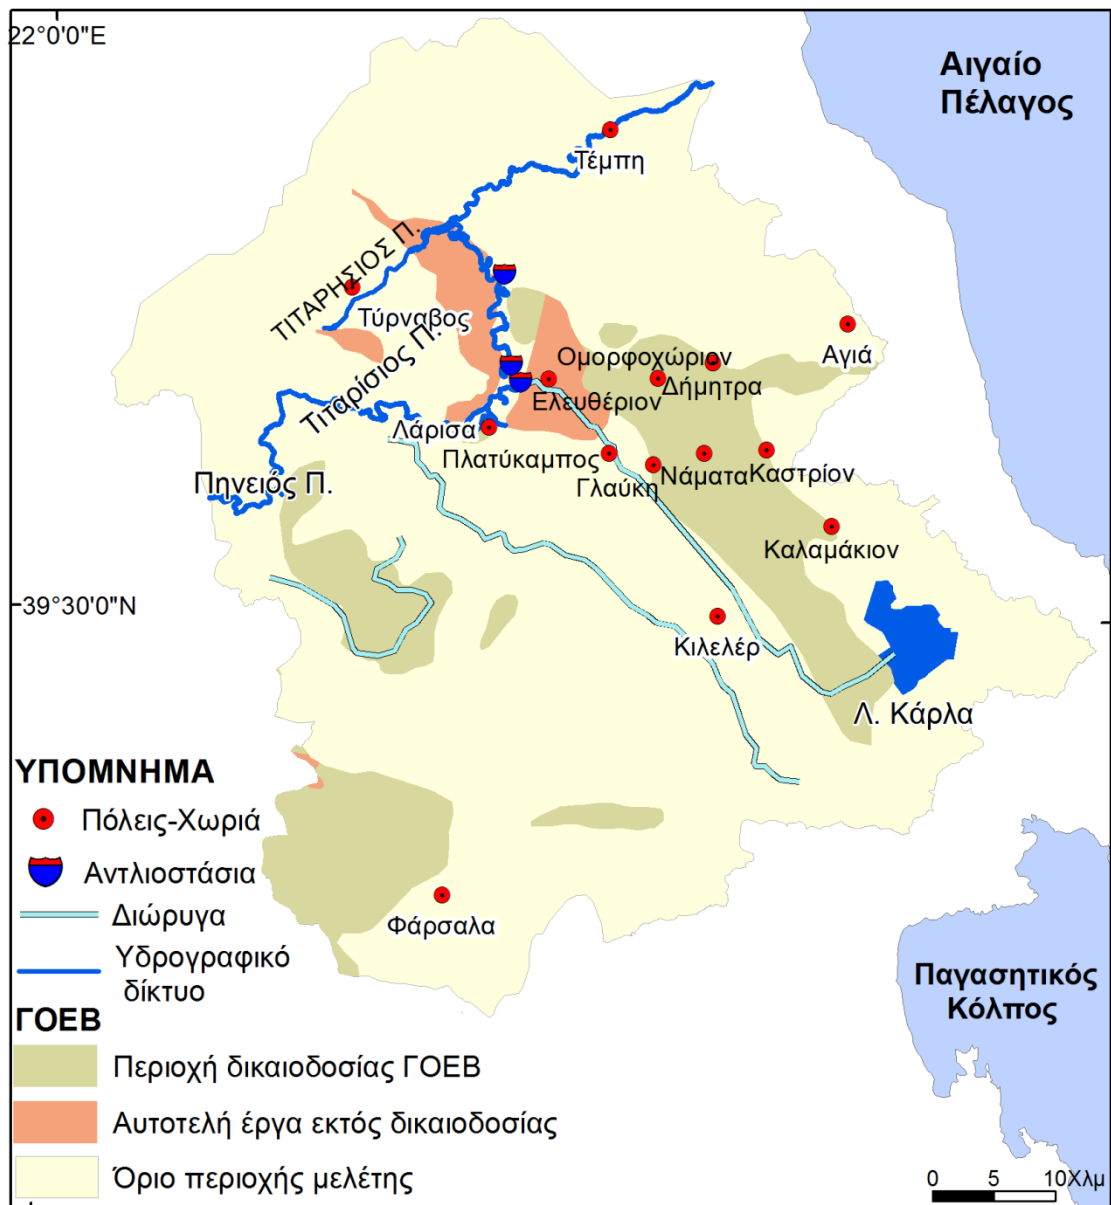 22°0'0"E
Αιγαίο
Πέλαγος
Τέμπη
ΤΙΤΑΡΗΣΙΟΣ Π.
Τύρναβος
Τιταρίσιος Π.
Ομορφοχώριον
Αγιά
Δήμητρα
Ελευθέριον
Λάρισα
Πλατύκαμπος
Γλαύκη
Νάματα
Καστρίον
Πηνειός Π.
Καλαμάκιον
39°30'0"N
Κιλελέρ
Λ. Κάρλα
ΥΠΟΜΝΗΜΑ
Πόλεις-Χωριά
Αντλιοστάσια
Διώρυγα
Υδρογραφικό
δίκτυο
Φάρσαλα
Παγασητικός
Κόλπος
ΓΟΕΒ
Περιοχή δικαιοδοσίας ΓΟΕΒ
Αυτοτελή έργα εκτός δικαιοδοσίας
Όριο περιοχής μελέτης
0 5 10Χλμ